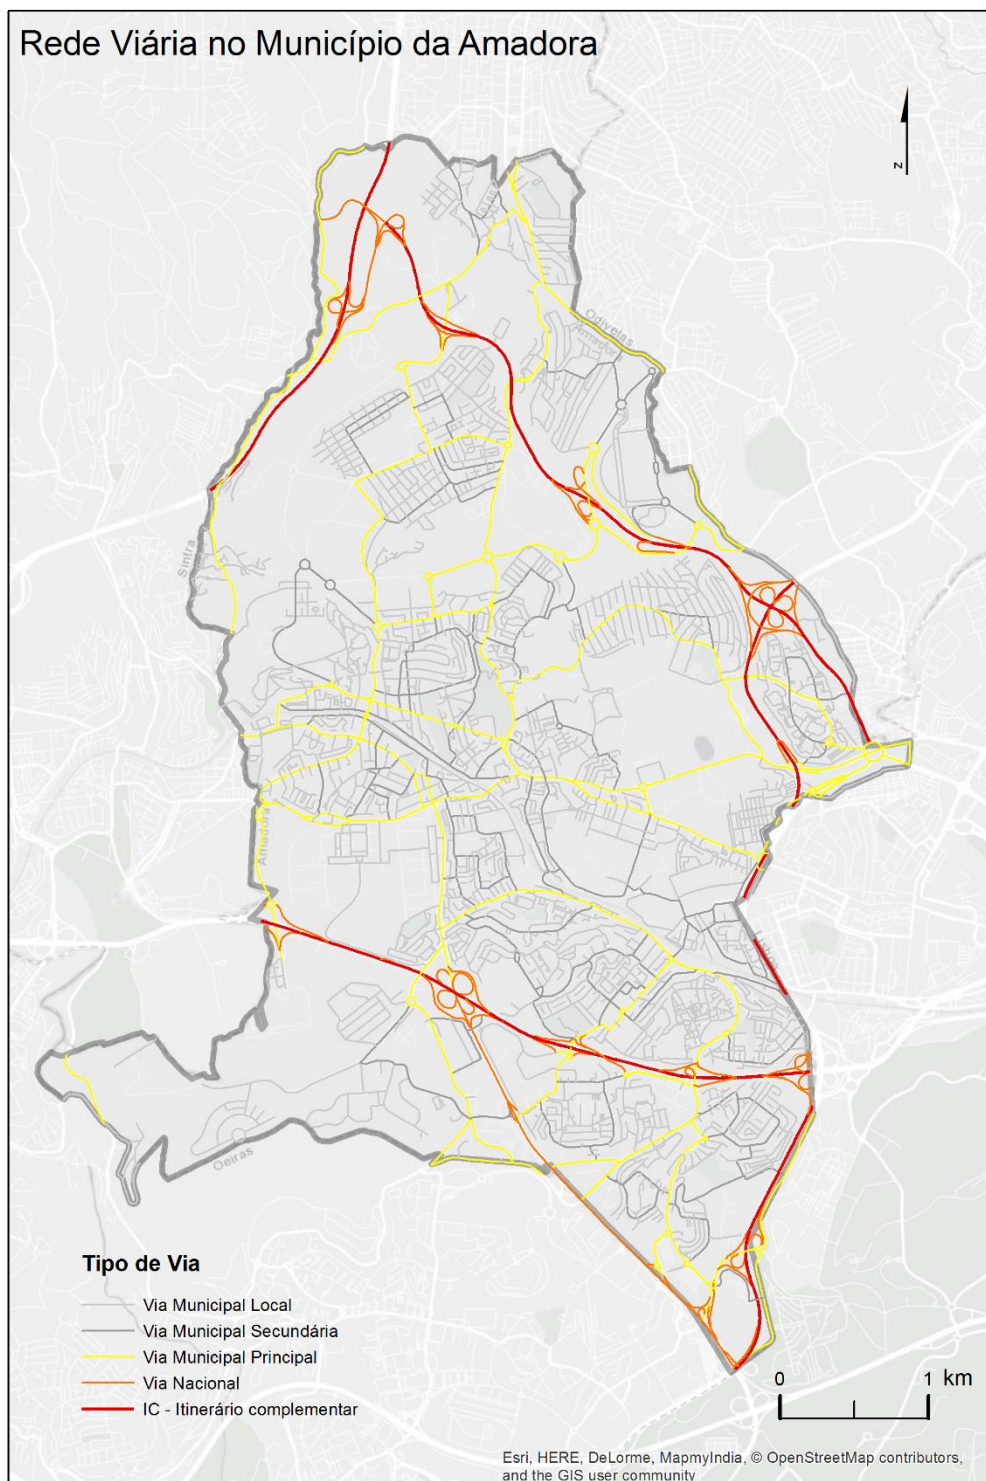 Rede Viária no Município da Amadora
z
Odivelas
Amadora
Sintra
Amadora
Oeiras
Tipo de Via
Via Municipal Local
Via Municipal Secundária
Via Municipal Principal
Via Nacional
IC - Itinerário complementar
0 1 km
Esri, HERE, DeLorme, MapmyIndia, © OpenStreetMap contributors,
and the GIS user community